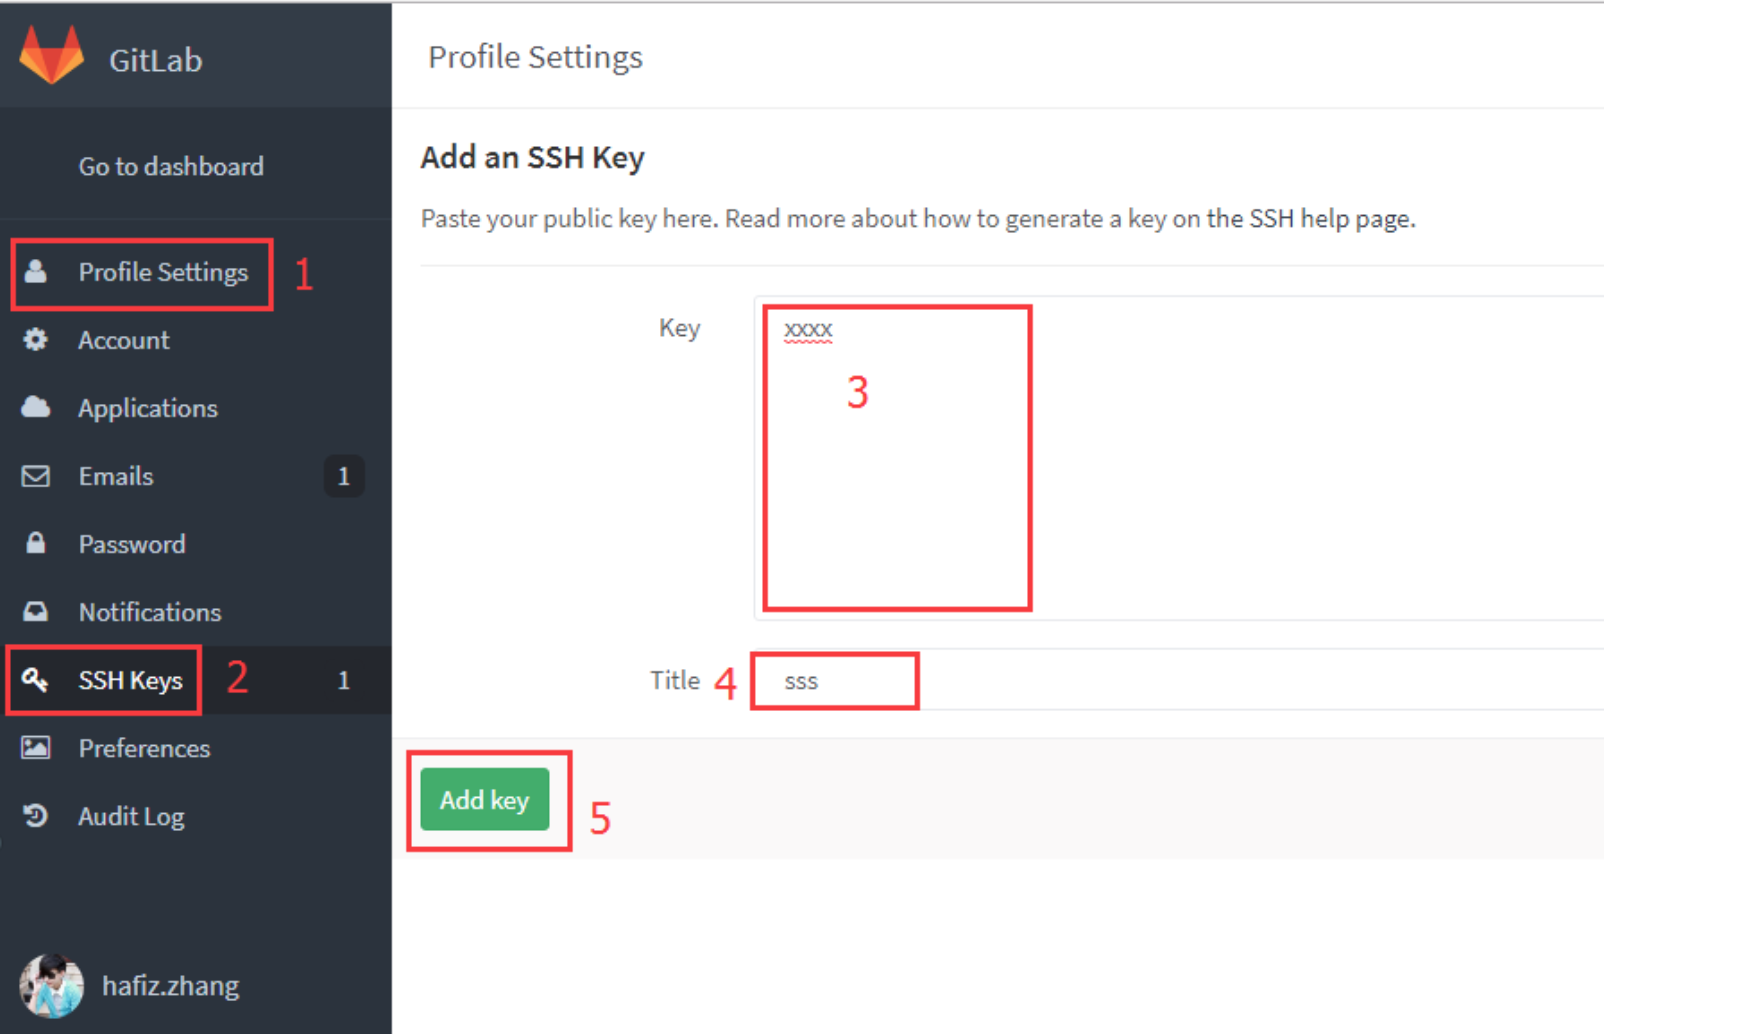 GitLab
Profile Settings
Go to dashboard
Add an SSH Key
Paste your public key here. Read more about how to generate a key on the SSH help page.
Profile Settings 1
Account
Applications
Emails 1
Password
Notifications
SSH Keys 2 1
Preferences
Audit Log
hafiz.zhang
Key xxxx
3
Title 4 sss
Add key 5